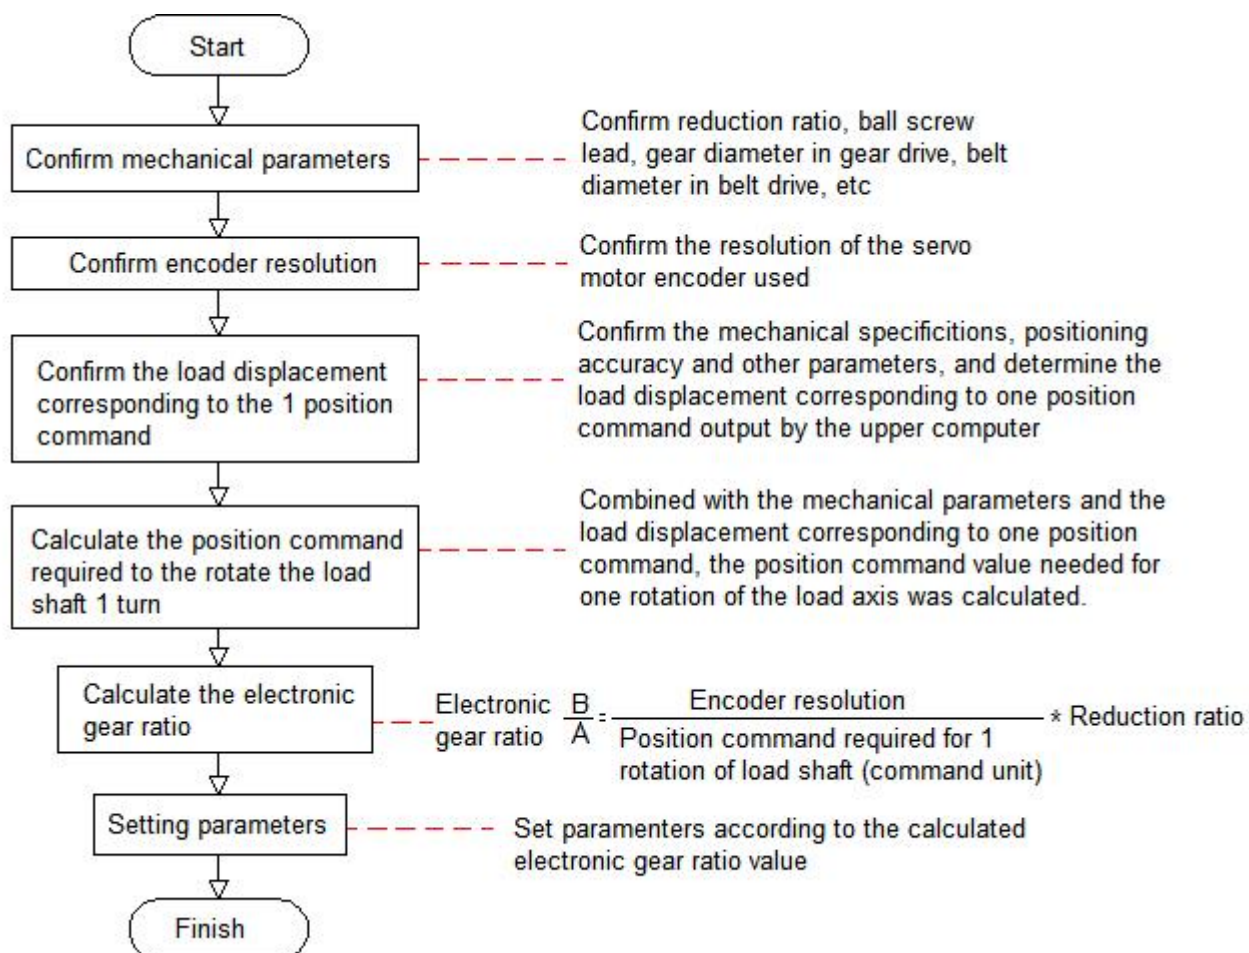 Start
Confirm mechanical parameters
Confirm reduction ratio, ball screw
lead, gear diameter in gear drive, belt
diameter in belt drive, etc
Confirm encoder resolution
Confirm the resolution of the servo
motor encoder used
Confirm the load displacement
corresponding to the 1 position
command
Confirm the mechanical specificitions, positioning
accuracy and other parameters, and determine the
load displacement corresponding to one position
command output by the upper computer
Calculate the position command
required to the rotate the load
shaft 1 turn
Combined with the mechanical parameters and the
load displacement corresponding to one position
command, the position command value needed for
one rotation of the load axis was calculated.
Calculate the electronic
gear ratio
Electronic
gear ratio
B
A
=
Encoder resolution
Position command required for 1
rotation of load shaft (command unit)
* Reduction ratio
Setting parameters
Set paramenters according to the calculated
electronic gear ratio value
Finish